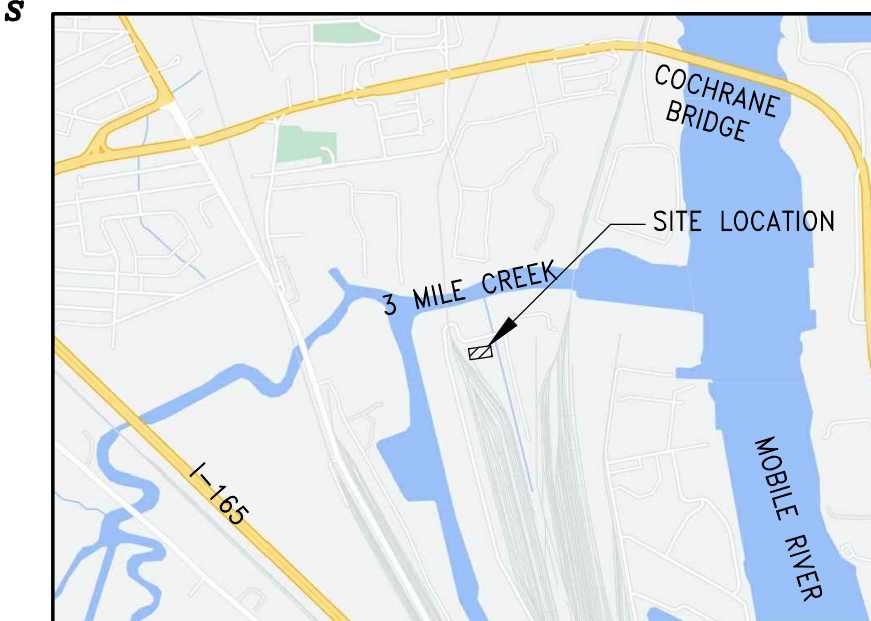 S
COCHRANE
BRIDGE
SITE LOCATION
3 MILE CREEK
I-165
MOBILE RIVER